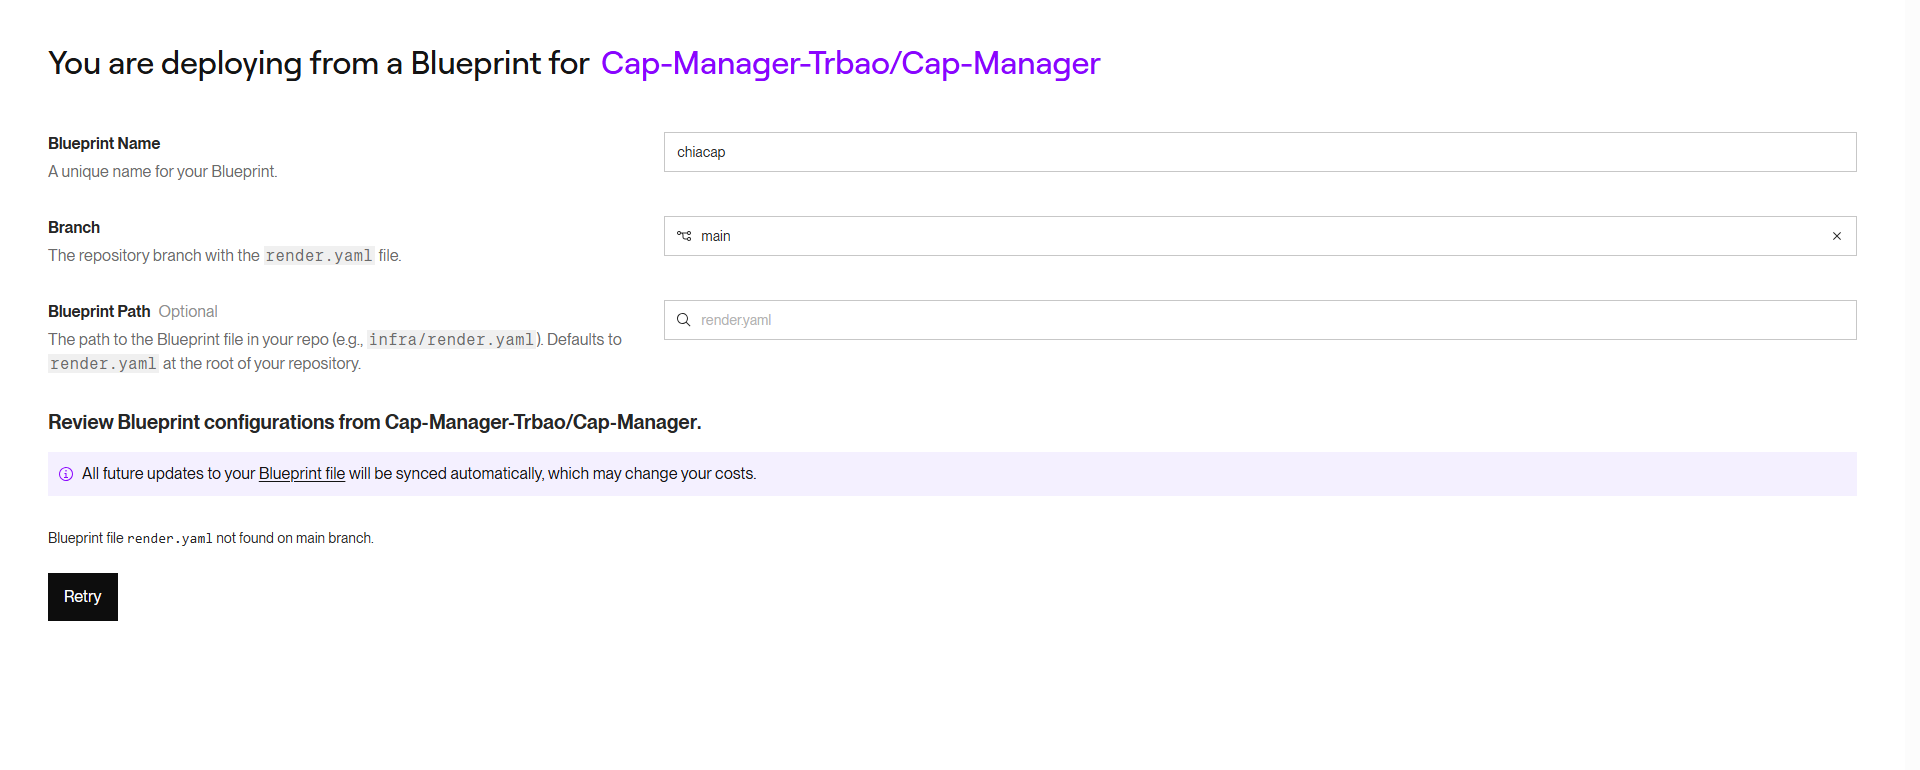 You are deploying from a Blueprint for Cap-Manager-Trbao/Cap-Manager
Blueprint Name
A unique name for your Blueprint.
chiacap
Branch
The repository branch with the render.yaml file.
main
Blueprint Path Optional
The path to the Blueprint file in your repo (e.g., infra/render.yaml). Defaults to
render.yaml at the root of your repository.
render.yaml
Review Blueprint configurations from Cap-Manager-Trbao/Cap-Manager.
All future updates to your Blueprint file will be synced automatically, which may change your costs.
Blueprint file render.yaml not found on main branch.
Retry